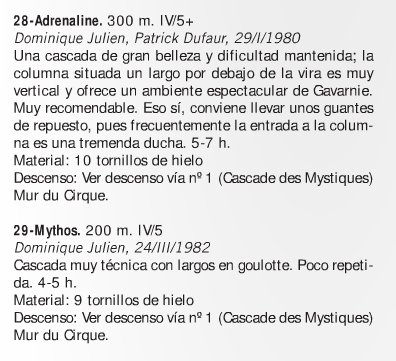 28-Adrenaline. 300 m. IV/5+
Dominique Julien, Patrick Dufaur, 29/I/1980
Una cascada de gran belleza y dificultad mantenida; la
columna situada un largo por debajo de la vira es muy
vertical y ofrece un ambiente espectacular de Gavarnie.
Muy recomendable. Eso sí, conviene llevar unos guantes
de repuesto, pues frecuentemente la entrada a la colum-
na es una tremenda ducha. 5-7 h.
Material: 10 tornillos de hielo
Descenso: Ver descenso vía nº 1 (Cascade des Mystiques)
Mur du Cirque.
29-Mythos. 200 m. IV/5
Dominique Julien, 24/III/1982
Cascada muy técnica con largos en goulotte. Poco repeti-
da. 4-5 h.
Material: 9 tornillos de hielo
Descenso: Ver descenso vía nº 1 (Cascade des Mystiques)
Mur du Cirque.